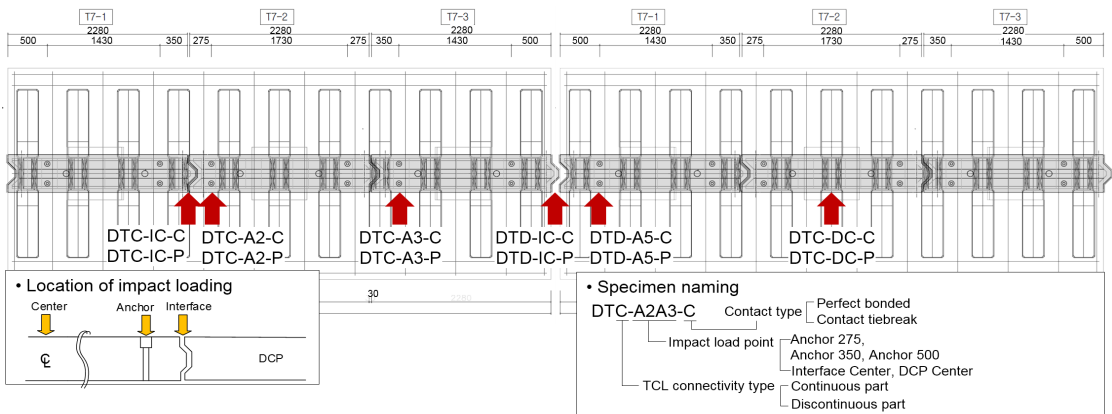 T7-1 T7-2 T7-3 T7-1 T7-2 T7-3
2280 2280 2280 2280 2280 2280
500 1430 350 275 1730 275 350 1430 500 500 1430 350 275 1730 275 350 1430 500
DTC-IC-C DTC-A2-C DTC-A3-C DTD-IC-C DTD-A5-C DTC-DC-C
DTC-IC-P DTC-A2-P DTC-A3-P DTD-IC-P DTD-A5-P DTC-DC-P
• Location of impact loading
Center Anchor Interface
℄ DCP
30 2280
• Specimen naming
DTC-A2A3-C Contact type Perfect bonded
Contact tiebreak
Impact load point Anchor 275,
Anchor 350, Anchor 500
Interface Center, DCP Center
TCL connectivity type Continuous part
Discontinuous part